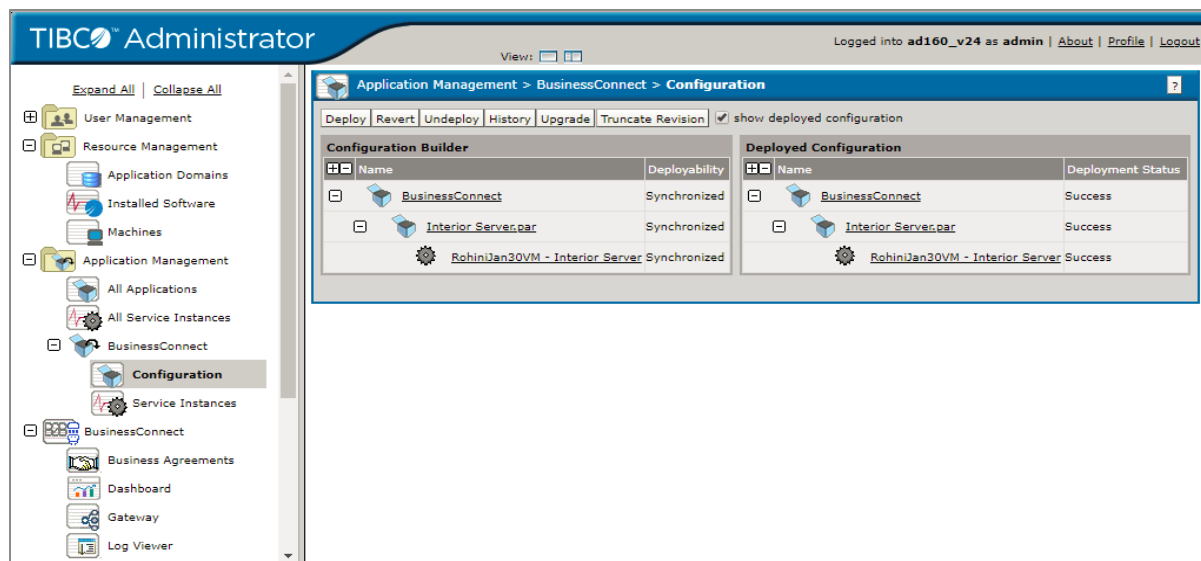 TIBCO™ Administrator
View:
Logged into ad160_v24 as admin | About | Profile | Logout
Expand All | Collapse All
User Management
Resource Management
Application Domains
Installed Software
Machines
Application Management
All Applications
All Service Instances
BusinessConnect
Configuration
Service Instances
B2B
BusinessConnect
Business Agreements
Dashboard
Gateway
Log Viewer
Application Management > BusinessConnect > Configuration
?
Deploy Revert Undeploy History Upgrade Truncate Revision show deployed configuration
Configuration Builder
Name Deployability
BusinessConnect Synchronized
Interior Server.par Synchronized
RohiniJan30VM - Interior Server Synchronized
Deployed Configuration
Name Deployment Status
BusinessConnect Success
Interior Server.par Success
RohiniJan30VM - Interior Server Success